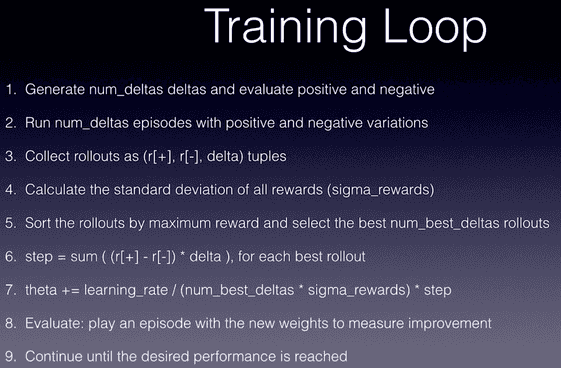 Training Loop
1. Generate num_deltas deltas and evaluate positive and negative
2. Run num_deltas episodes with positive and negative variations
3. Collect rollouts as (r[+], r[-], delta) tuples
4. Calculate the standard deviation of all rewards (sigma_rewards)
5. Sort the rollouts by maximum reward and select the best num_best_deltas rollouts
6. step = sum ( (r[+] - r[-]) * delta ), for each best rollout
7. theta += learning_rate / (num_best_deltas * sigma_rewards) * step
8. Evaluate: play an episode with the new weights to measure improvement
9. Continue until the desired performance is reached